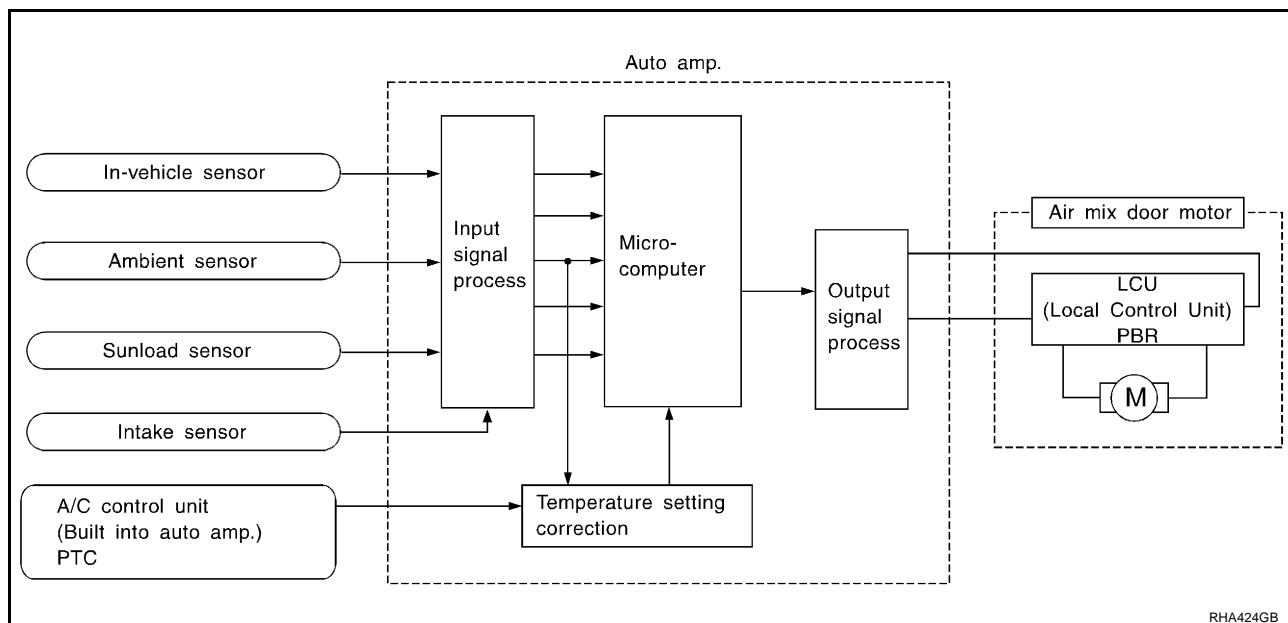 Auto amp.
In-vehicle sensor
Ambient sensor
Sunload sensor
Intake sensor
A/C control unit
(Built into auto amp.)
PTC
Input
signal
process
Micro-
computer
Temperature setting
correction
Output
signal
process
Air mix door motor
LCU
(Local Control Unit)
PBR
M
RHA424GB